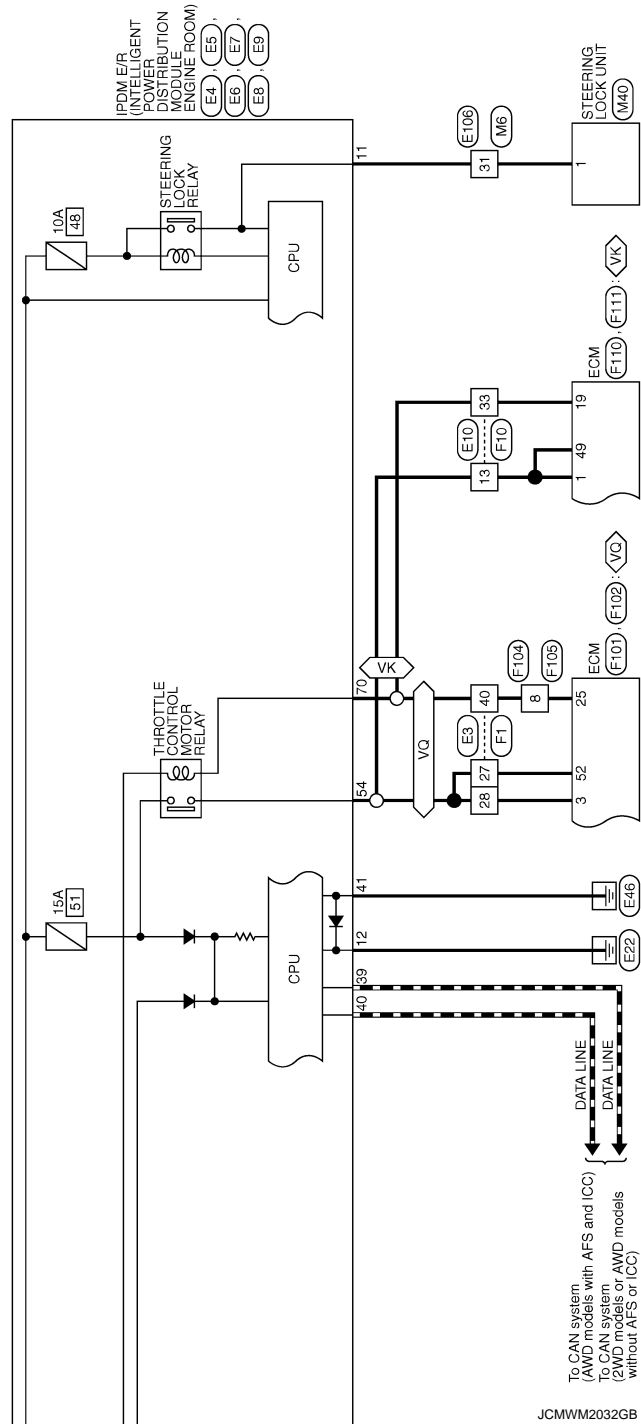 IPDM E/R
(INTELLIGENT
POWER
DISTRIBUTION
MODULE
ENGINE ROOM)
E4 , E5 ,
E6 , E7 ,
E8 , E9
10A
48
STEERING
LOCK
RELAY
CPU
11
E106
31
M6
1
STEERING
LOCK UNIT
M40
E10
13
33
F10
1
49
19
ECM
F110 , F111 : VK
VK
15A
51
THROTTLE
CONTROL
MOTOR
RELAY
54
70
VQ
E3
28
27
40
F1
F104
8
F105
3
52
25
ECM
F101 , F102 : VQ
CPU
40
39
12
41
E22
E46
DATA LINE
DATA LINE
To CAN system
(AWD models with AFS and ICC)
To CAN system
(2WD models or AWD models
without AFS or ICC)
JCMWM2032GB